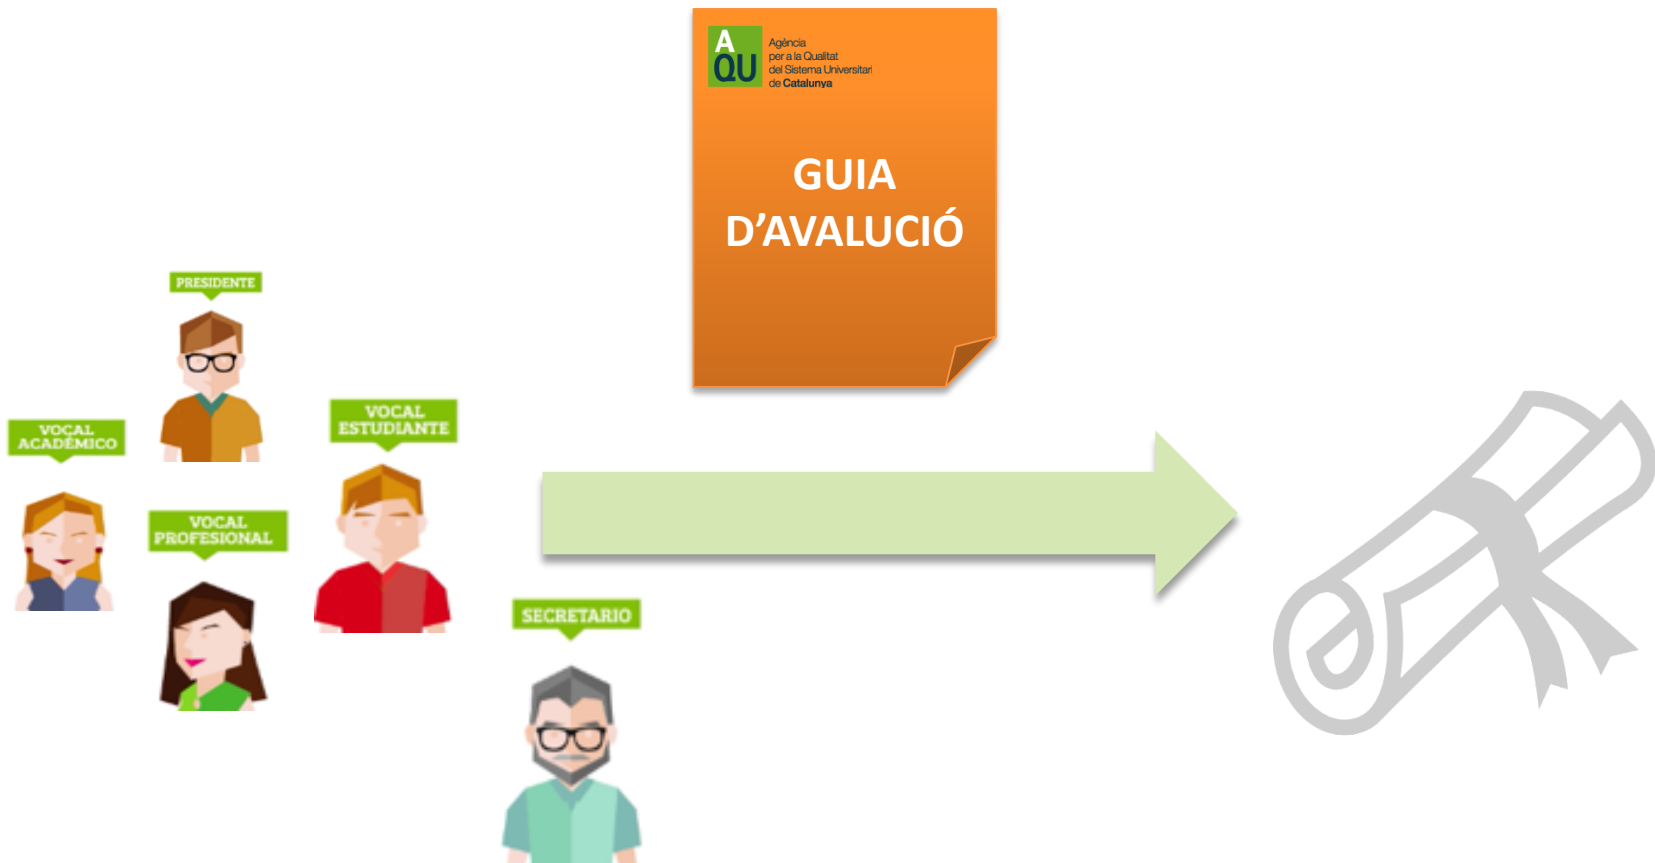 A
QU
Agència
per a la Qualitat
del Sistema Universitari
de Catalunya
GUIA
D'AVALUCIÓ
PRESIDENTE
VOCAL
ACADÉMICO
VOCAL
ESTUDIANTE
VOCAL
PROFESIONAL
SECRETARIO